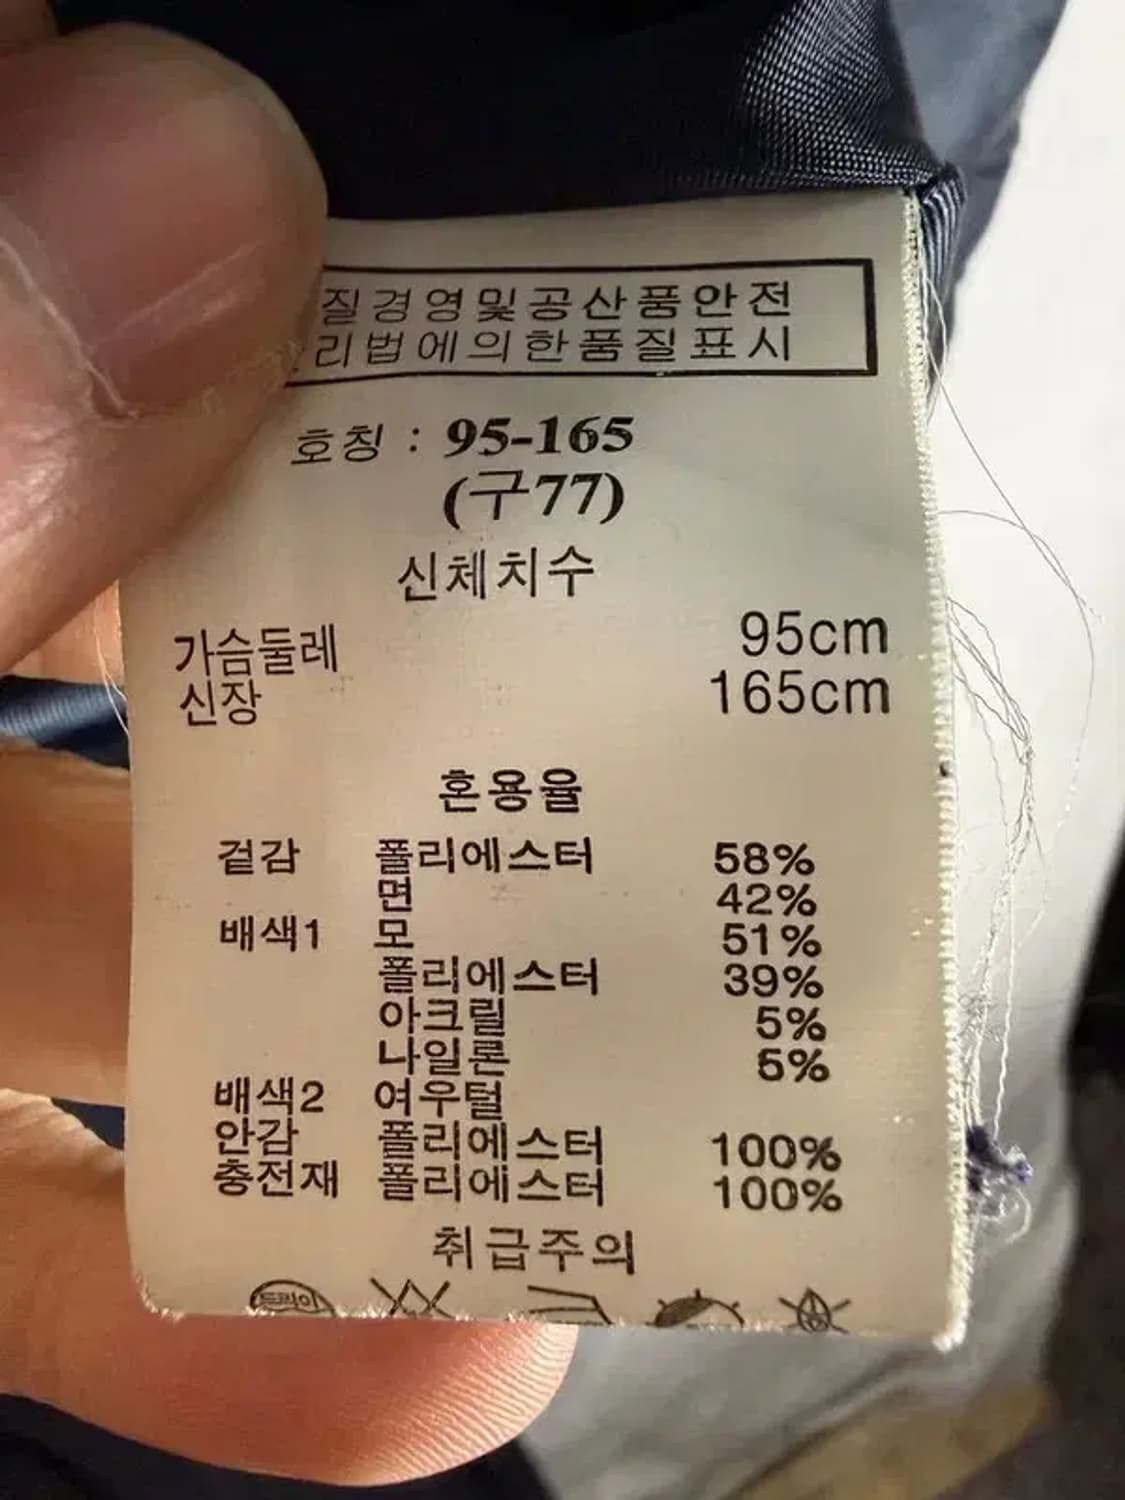 질경영및공산품안전
리법에의한품질표시
호칭 : 95-165
(구77)
신체치수
가슴둘레 95cm
신장 165cm
혼용율
겉감 폴리에스터 58%
면 42%
배색1 모 51%
폴리에스터 39%
아크릴 5%
나일론 5%
배색2 여우털
안감 폴리에스터 100%
충전재 폴리에스터 100%
취급주의
드라이